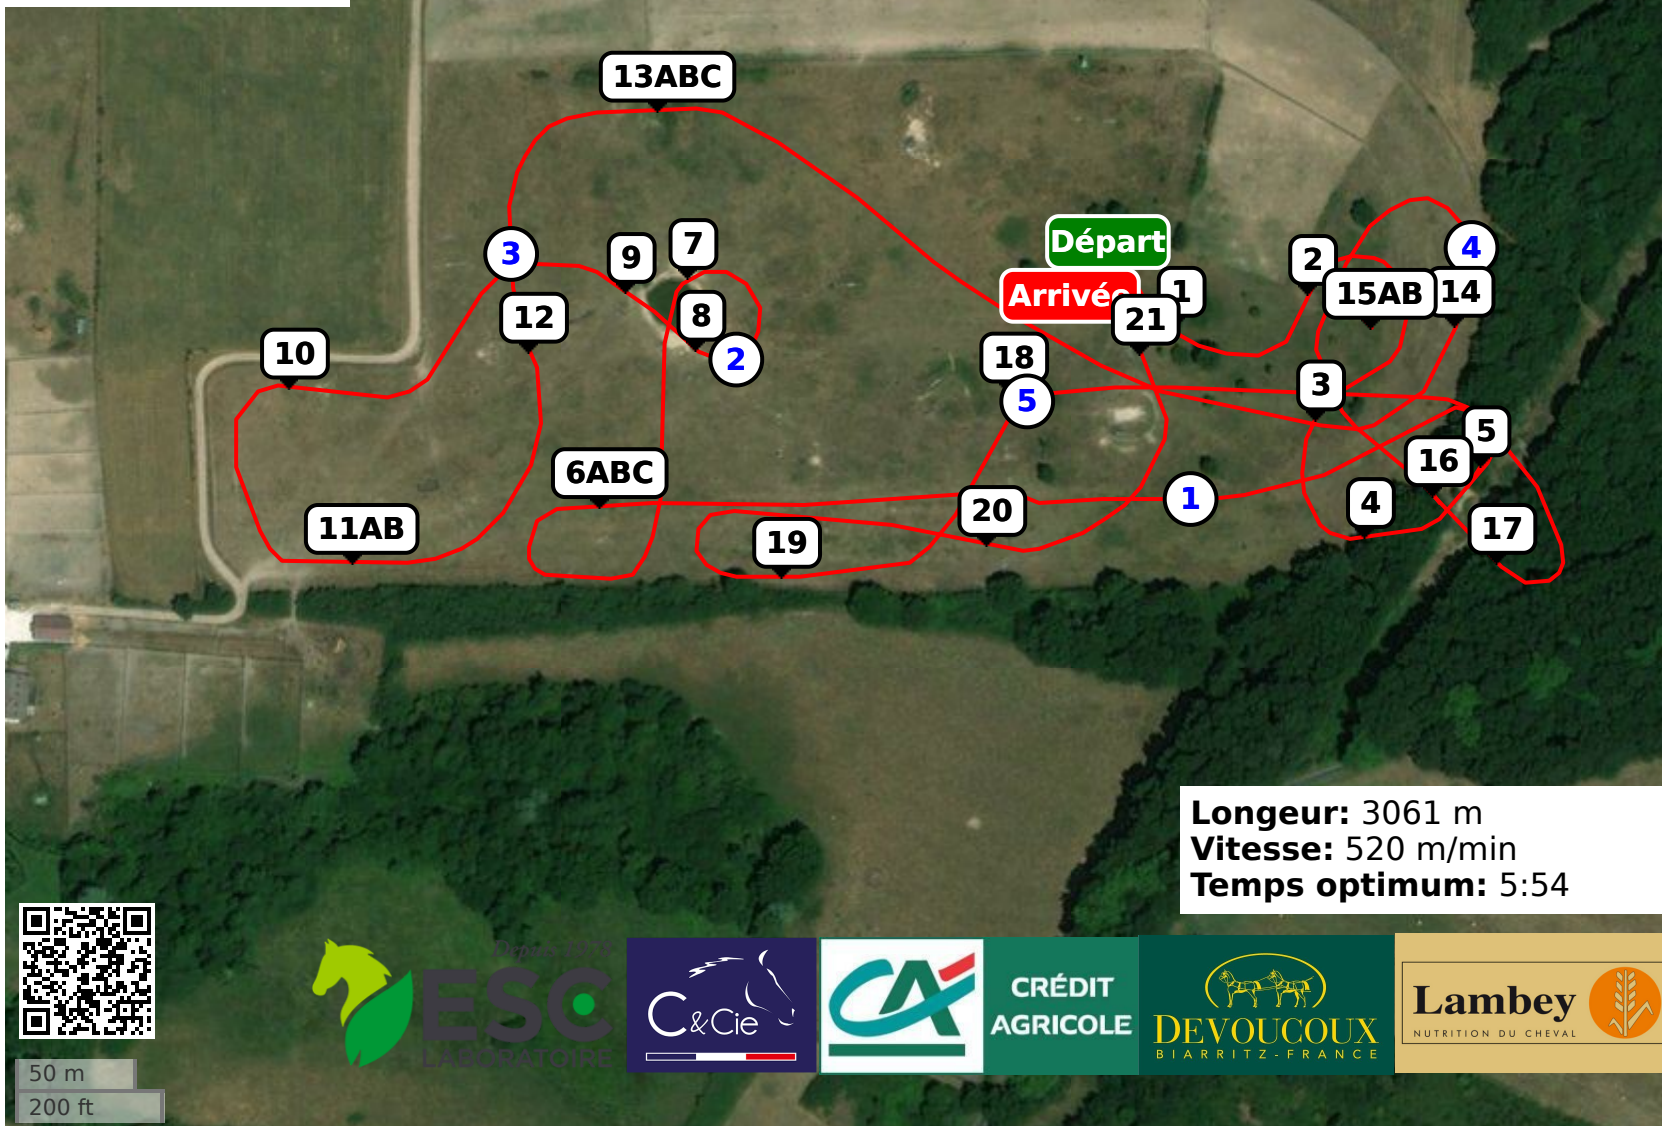 13ABC
Départ
Arrivée
1
2
4
15AB
14
3
9
7
8
2
12
21
10
18
5
3
5
16
6ABC
1
4
20
17
11AB
19
Longeur: 3061 m
Vitesse: 520 m/min
Temps optimum: 5:54
ESC
LABORATOIRE
C&Cie
CRÉDIT
AGRICOLE
DEVOUCOUX
BIARRITZ-FRANCE
Lambey
NUTRITION DU CHEVAL
50 m
200 ft